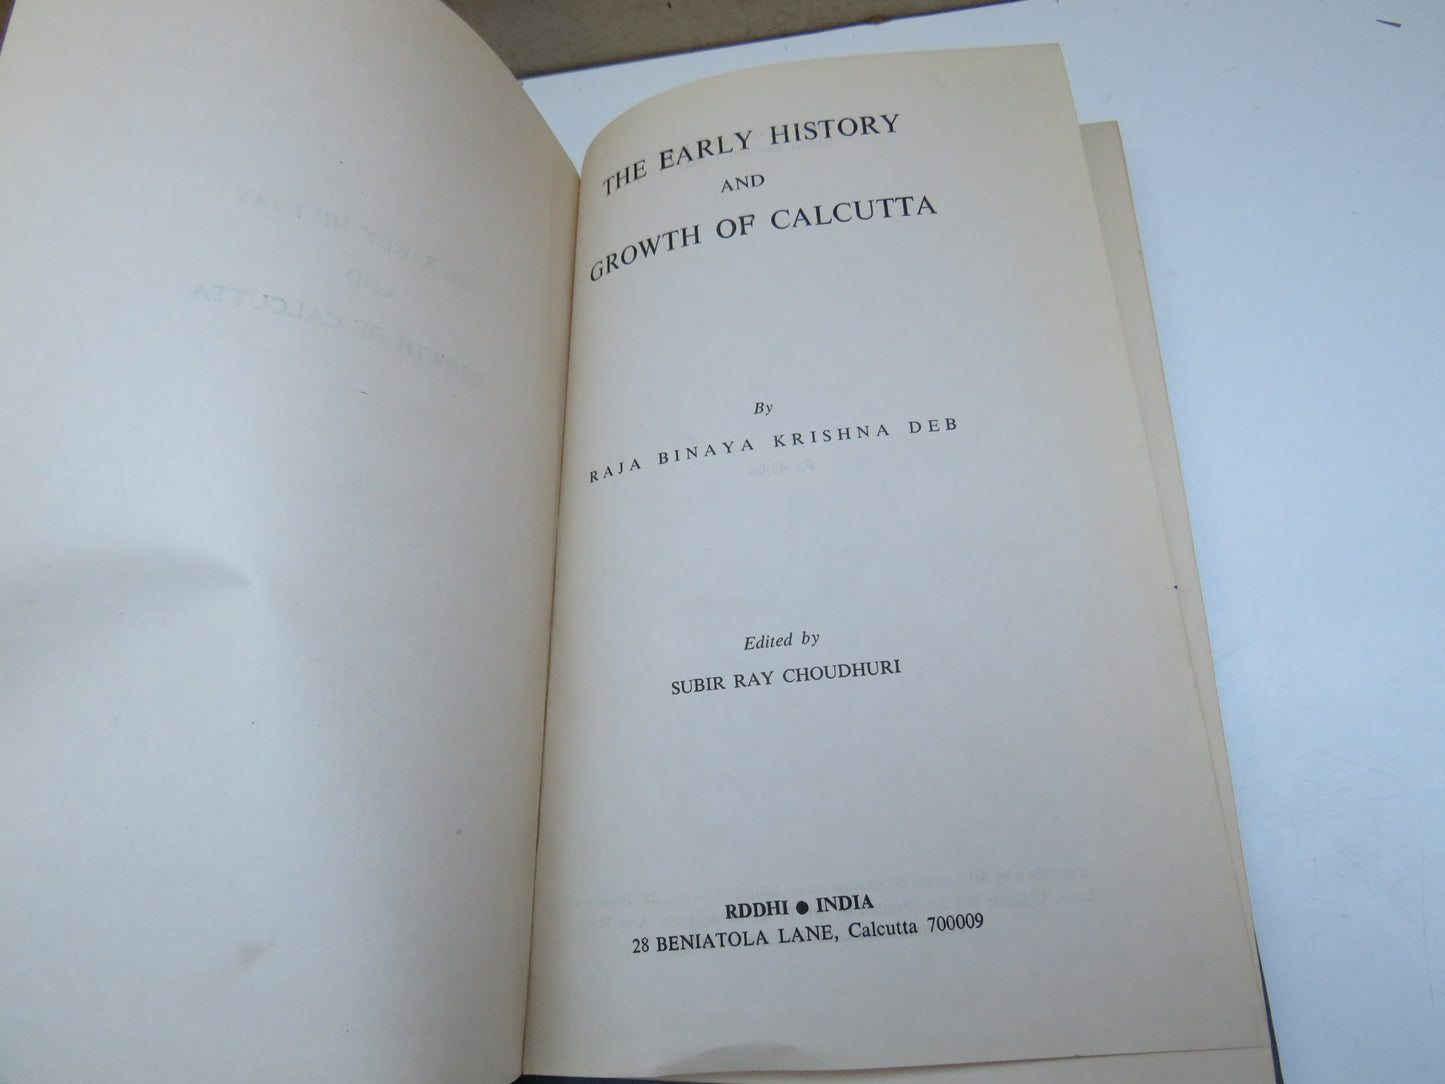 THE EARLY HISTORY
AND
GROWTH OF CALCUTTA
By
RAJA BINAYA KRISHNA DEB
Edited by
SUBIR RAY CHOUDHURI
RDDHI ● INDIA
28 BENIATOLA LANE, Calcutta 700009